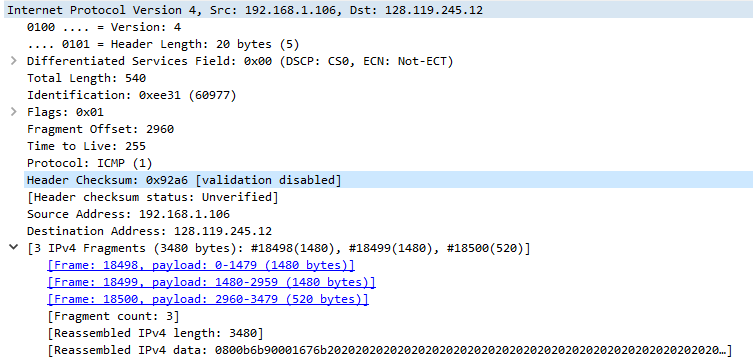 Internet Protocol Version 4, Src: 192.168.1.106, Dst: 128.119.245.12
0100 .... = Version: 4
.... 0101 = Header Length: 20 bytes (5)
Differentiated Services Field: 0x00 (DSCP: CS0, ECN: Not-ECT)
Total Length: 540
Identification: 0xee31 (60977)
Flags: 0x01
Fragment Offset: 2960
Time to Live: 255
Protocol: ICMP (1)
Header Checksum: 0x92a6 [validation disabled]
[Header checksum status: Unverified]
Source Address: 192.168.1.106
Destination Address: 128.119.245.12
[3 IPv4 Fragments (3480 bytes): #18498(1480), #18499(1480), #18500(520)]
[Frame: 18498, payload: 0-1479 (1480 bytes)]
[Frame: 18499, payload: 1480-2959 (1480 bytes)]
[Frame: 18500, payload: 2960-3479 (520 bytes)]
[Fragment count: 3]
[Reassembled IPv4 length: 3480]
[Reassembled IPv4 data: 0800b6b90001676b20202020202020202020202020202020202020202020202020202020…]